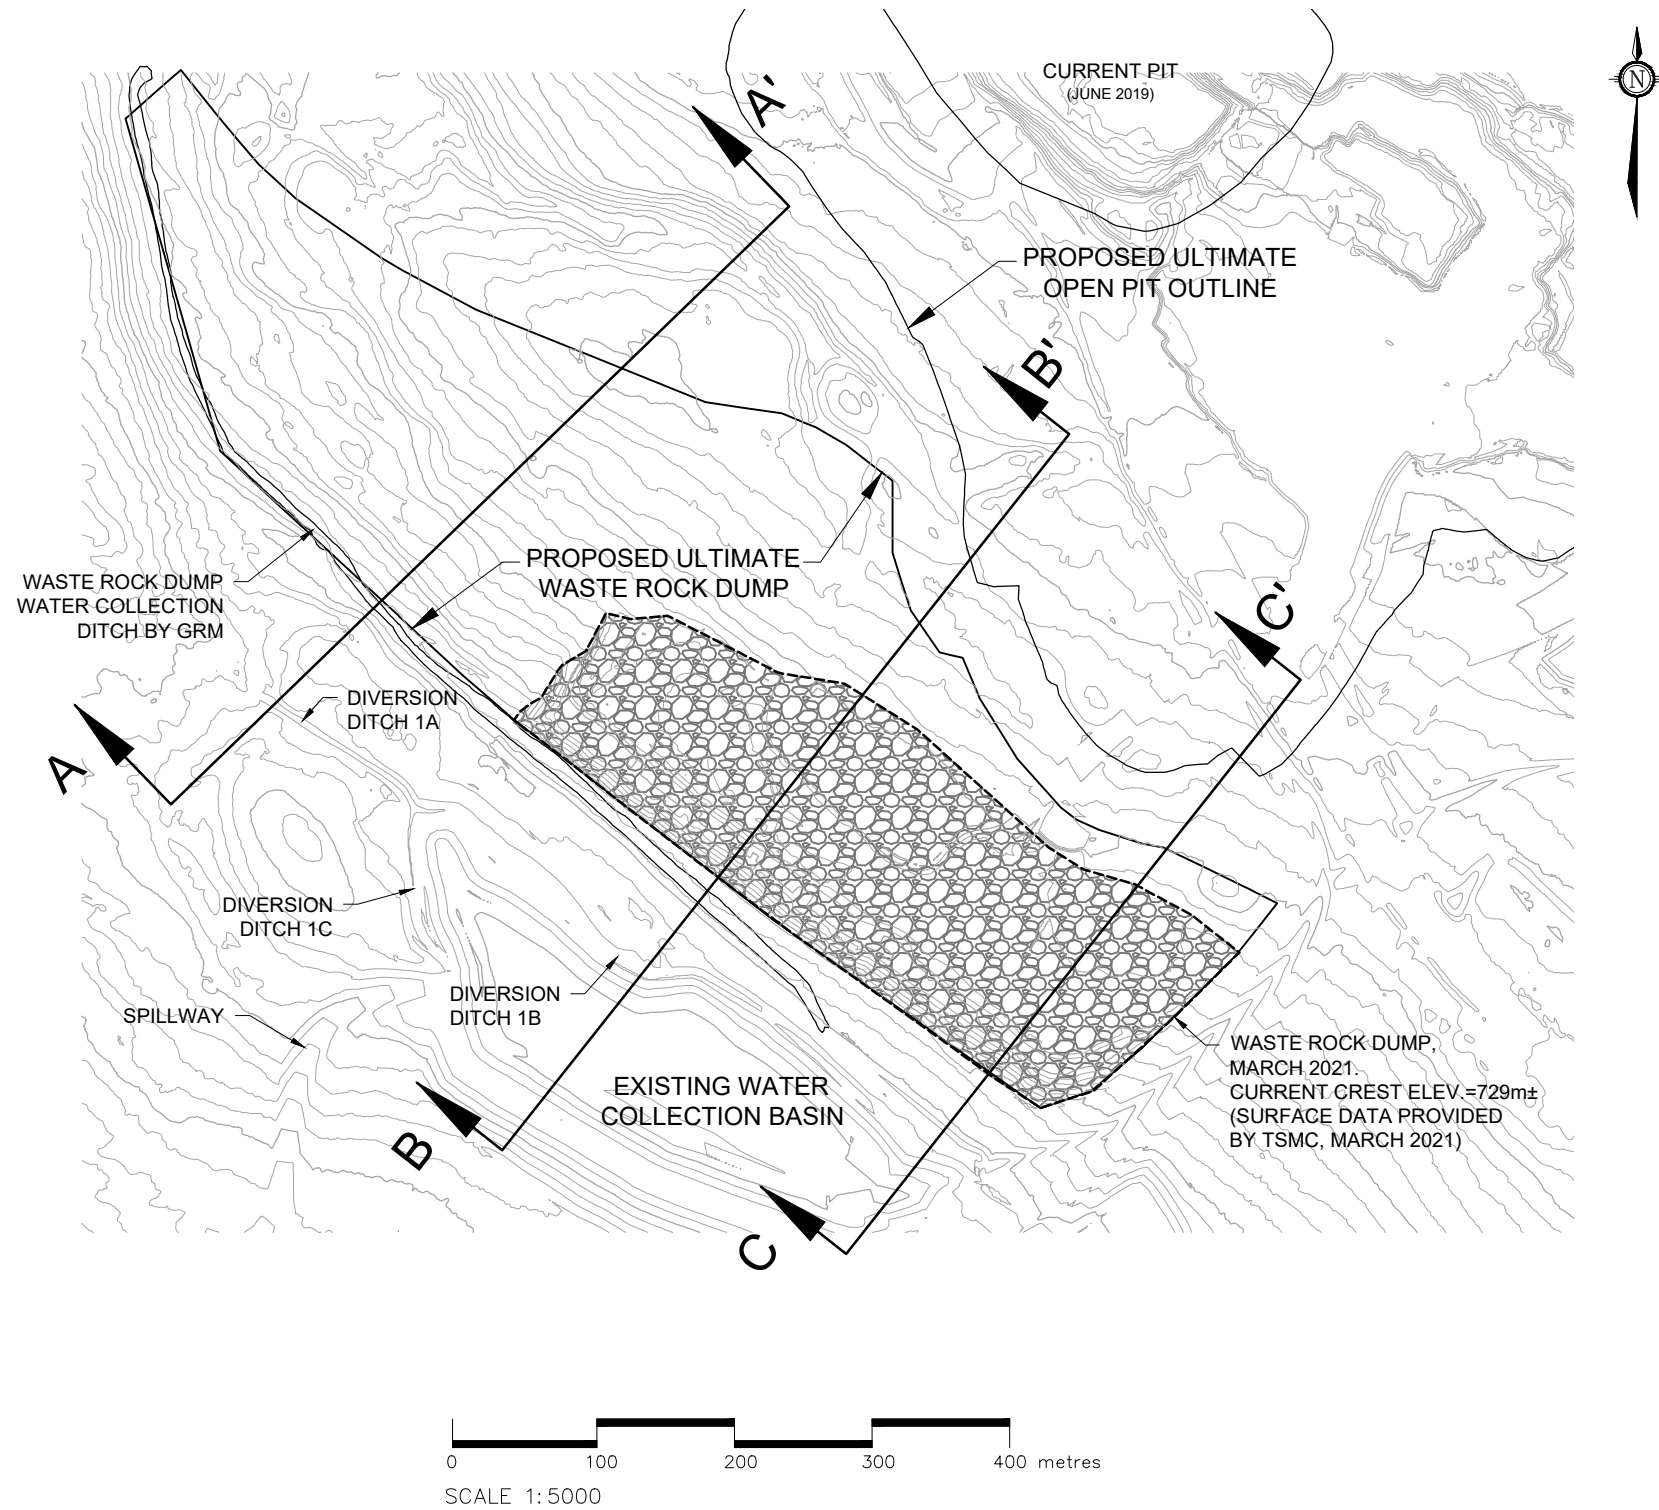 CURRENT PIT
(JUNE 2019)
N
A'
PROPOSED ULTIMATE
OPEN PIT OUTLINE
B'
PROPOSED ULTIMATE
WASTE ROCK DUMP
WASTE ROCK DUMP
WATER COLLECTION
DITCH BY GRM
C'
DIVERSION
DITCH 1A
A
DIVERSION
DITCH 1C
DIVERSION
DITCH 1B
SPILLWAY
WASTE ROCK DUMP,
MARCH 2021.
CURRENT CREST ELEV.=729m±
(SURFACE DATA PROVIDED
BY TSMC, MARCH 2021)
EXISTING WATER
COLLECTION BASIN
B
C
0 100 200 300 400 metres
SCALE 1:5000